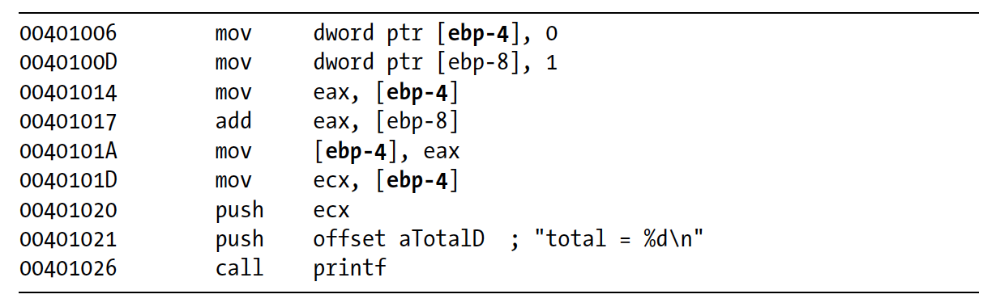 00401006 mov dword ptr [ebp-4], 0
0040100D mov dword ptr [ebp-8], 1
00401014 mov eax, [ebp-4]
00401017 add eax, [ebp-8]
0040101A mov [ebp-4], eax
0040101D mov ecx, [ebp-4]
00401020 push ecx
00401021 push offset aTotalD ; "total = %d\n"
00401026 call printf